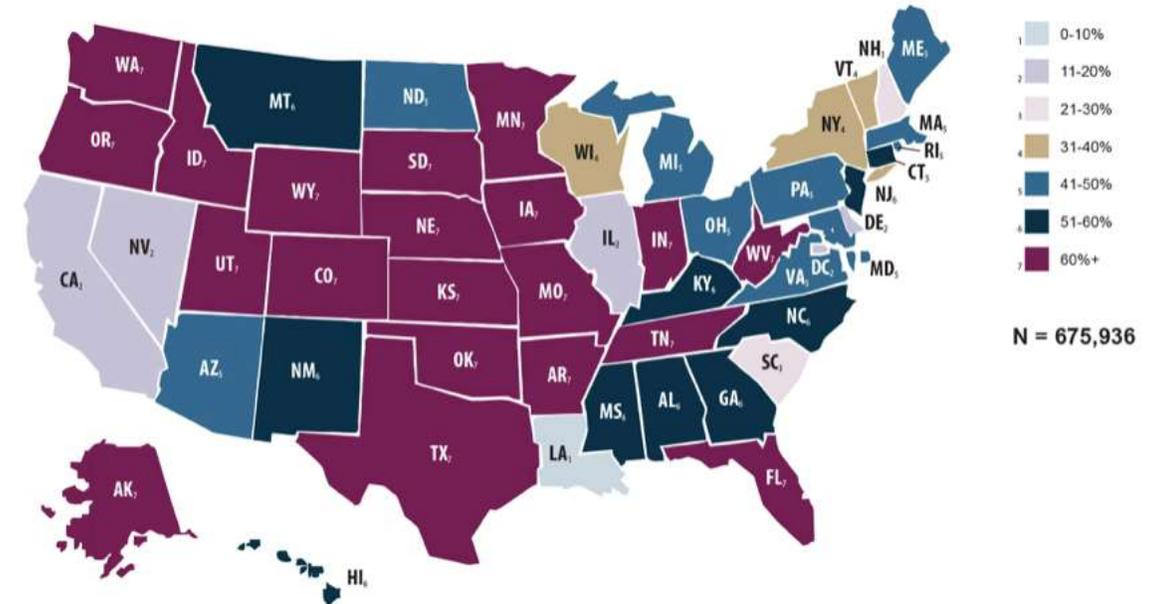 NH₃
ME₅
0-10%
₁
WA₇
VT₄
11-20%
₂
MT₆
ND₅
MN₇
NY₄
MA₅
21-30%
₃
OR₇
ID₇
SD₇
WI₄
MI₅
RI₅
31-40%
₄
WY₇
PA₅
CT₅
41-50%
₅
NE₇
IA₇
NJ₆
NV₂
IL₂
IN₇
OH₅
DE₂
51-60%
₆
UT₇
CO₇
WV₇
DC₂
MD₅
60%+
₇
CA₂
KS₇
MO₇
KY₆
VA₅
NC₆
N = 675,936
AZ₅
NM₆
OK₇
AR₇
TN₇
SC₃
MS₆
AL₆
GA₆
TX₇
LA₁
AK₇
FL₇
HI₆